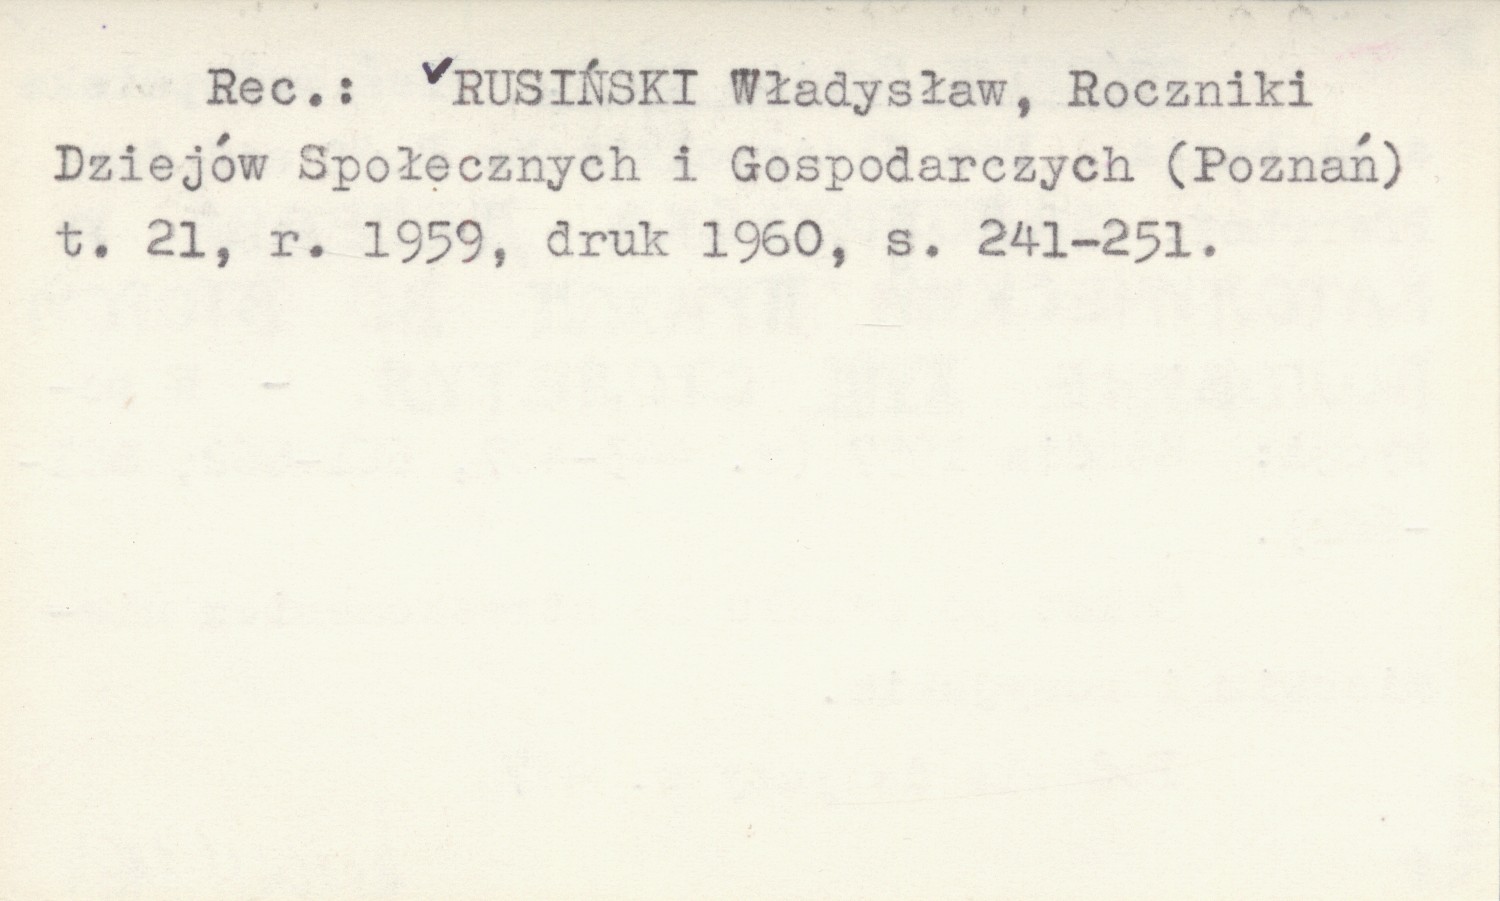 Rec.: ✓RUSIŃSKI Władysław, Roczniki
Dziejów Społecznych i Gospodarczych (Poznań)
t. 21, r. 1959, druk 1960, s. 241-251.